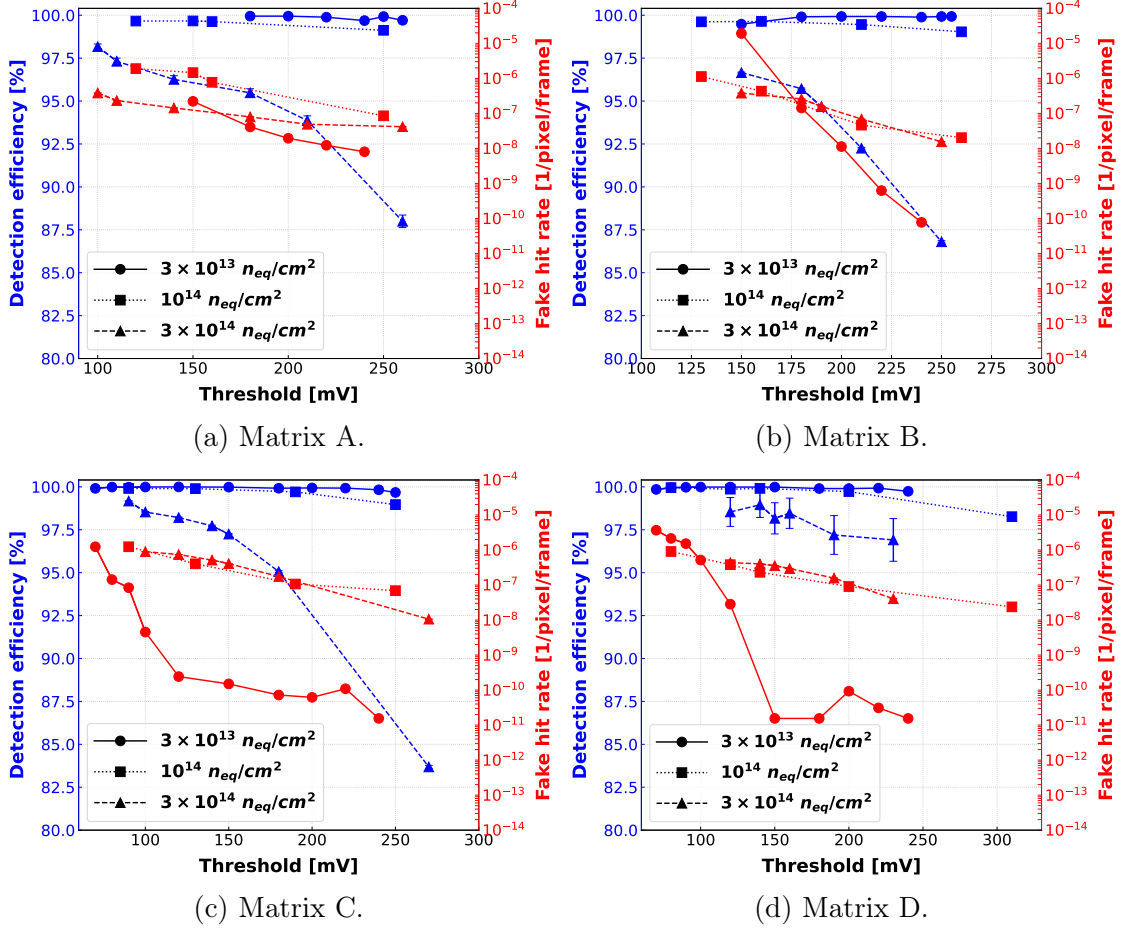 100.0
97.5
95.0
92.5
90.0
87.5
85.0
82.5
80.0
Detection efficiency [%]
3 × 10¹³ n_eq/cm²
10¹⁴ n_eq/cm²
3 × 10¹⁴ n_eq/cm²
100 150 200 250 300
Threshold [mV]
10⁻⁴
10⁻⁵
10⁻⁶
10⁻⁷
10⁻⁸
10⁻⁹
10⁻¹⁰
10⁻¹¹
10⁻¹²
10⁻¹³
10⁻¹⁴
Fake hit rate [1/pixel/frame]
(a) Matrix A.
100.0
97.5
95.0
92.5
90.0
87.5
85.0
82.5
80.0
Detection efficiency [%]
3 × 10¹³ n_eq/cm²
10¹⁴ n_eq/cm²
3 × 10¹⁴ n_eq/cm²
100 125 150 175 200 225 250 275 300
Threshold [mV]
10⁻⁴
10⁻⁵
10⁻⁶
10⁻⁷
10⁻⁸
10⁻⁹
10⁻¹⁰
10⁻¹¹
10⁻¹²
10⁻¹³
10⁻¹⁴
Fake hit rate [1/pixel/frame]
(b) Matrix B.
100.0
97.5
95.0
92.5
90.0
87.5
85.0
82.5
80.0
Detection efficiency [%]
3 × 10¹³ n_eq/cm²
10¹⁴ n_eq/cm²
3 × 10¹⁴ n_eq/cm²
100 150 200 250 300
Threshold [mV]
10⁻⁴
10⁻⁵
10⁻⁶
10⁻⁷
10⁻⁸
10⁻⁹
10⁻¹⁰
10⁻¹¹
10⁻¹²
10⁻¹³
10⁻¹⁴
Fake hit rate [1/pixel/frame]
(c) Matrix C.
100.0
97.5
95.0
92.5
90.0
87.5
85.0
82.5
80.0
Detection efficiency [%]
3 × 10¹³ n_eq/cm²
10¹⁴ n_eq/cm²
3 × 10¹⁴ n_eq/cm²
100 150 200 250 300
Threshold [mV]
10⁻⁴
10⁻⁵
10⁻⁶
10⁻⁷
10⁻⁸
10⁻⁹
10⁻¹⁰
10⁻¹¹
10⁻¹²
10⁻¹³
10⁻¹⁴
Fake hit rate [1/pixel/frame]
(d) Matrix D.